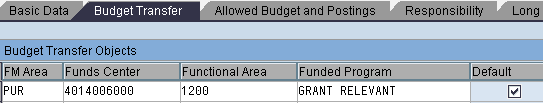 Basic Data Budget Transfer Allowed Budget and Postings Responsibility Long
Budget Transfer Objects
FM Area Funds Center Functional Area Funded Program Default
PUR 4014006000 1200 GRANT RELEVANT